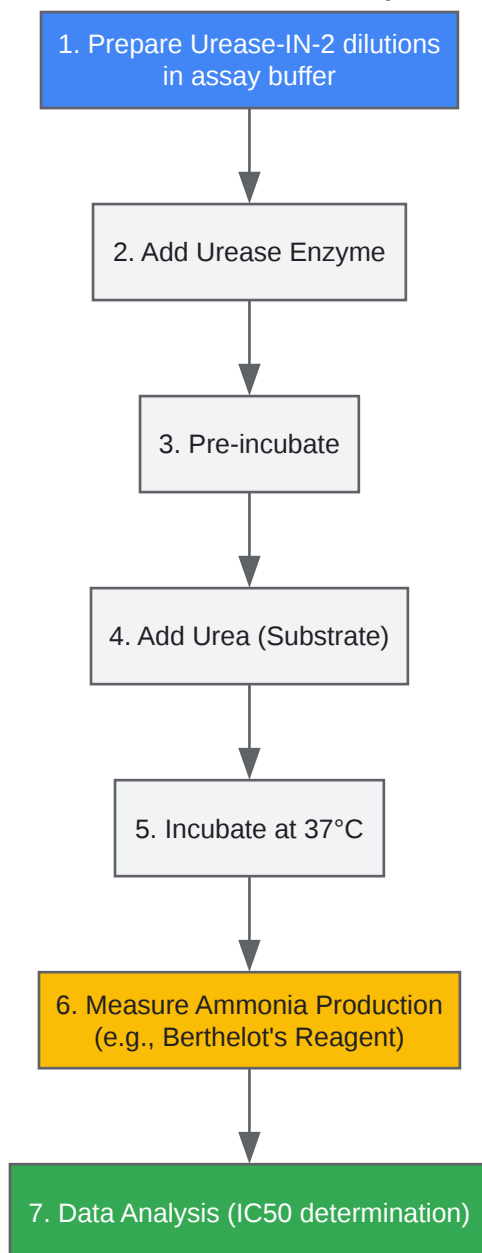 1. Prepare Urease-IN-2 dilutions
in assay buffer
2. Add Urease Enzyme
3. Pre-incubate
4. Add Urea (Substrate)
5. Incubate at 37°C
6. Measure Ammonia Production
(e.g., Berthelot's Reagent)
7. Data Analysis (IC50 determination)